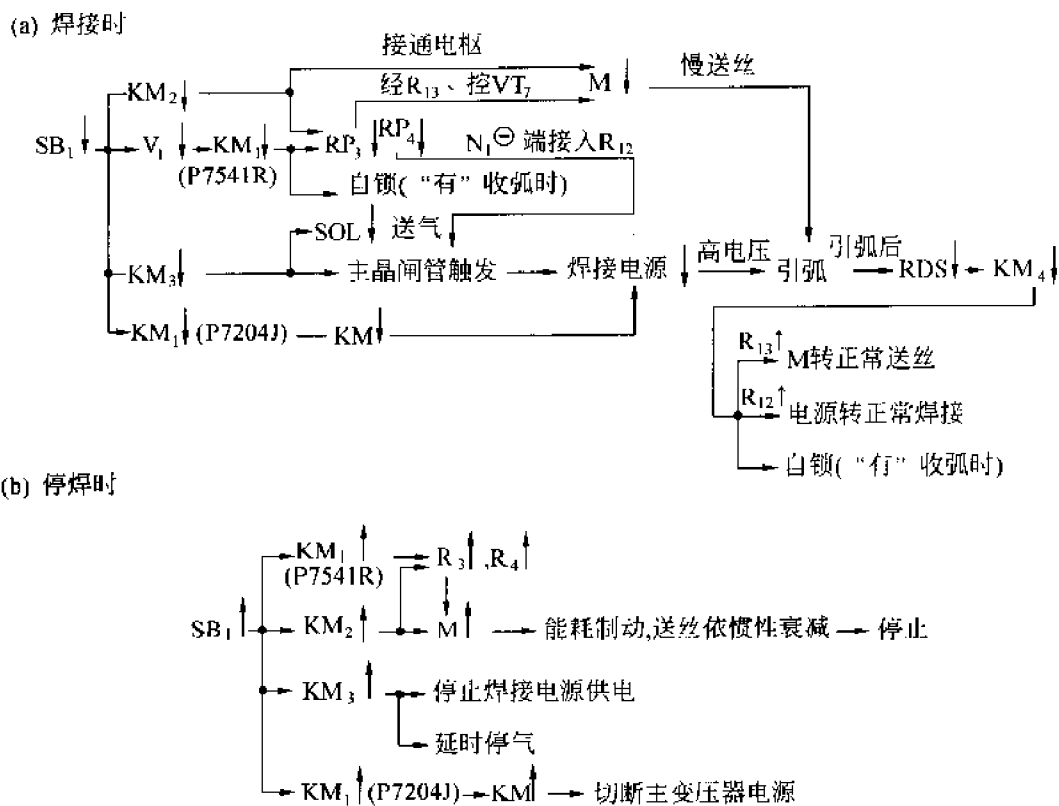 (a) 焊接时
接通电枢
KM₂↓ 经R₁₃、控VT₇ M↓ 慢送丝
SB₁↓ V₁↓ KM₁↓ RP₃↓ RP₄↓ N₁⊖端接入R₁₂
(P7541R)
自锁(“有”收弧时)
SOL↓ 送气
KM₃↓ 主晶闸管触发 焊接电源↓ 高电压 引弧 引弧后 RDS↓ KM₄↓
KM₁↓(P7204J) KM↓
R₁₃↑
M转正常送丝
R₁₂↑
电源转正常焊接
自锁(“有”收弧时)
(b) 停焊时
KM₁↑ R₃↑,R₄↑
(P7541R)
SB₁↑ KM₂↑ M↑ 能耗制动,送丝依惯性衰减 停止
KM₃↑ 停止焊接电源供电
延时停气
KM₁↑(P7204J) KM↑ 切断主变压器电源